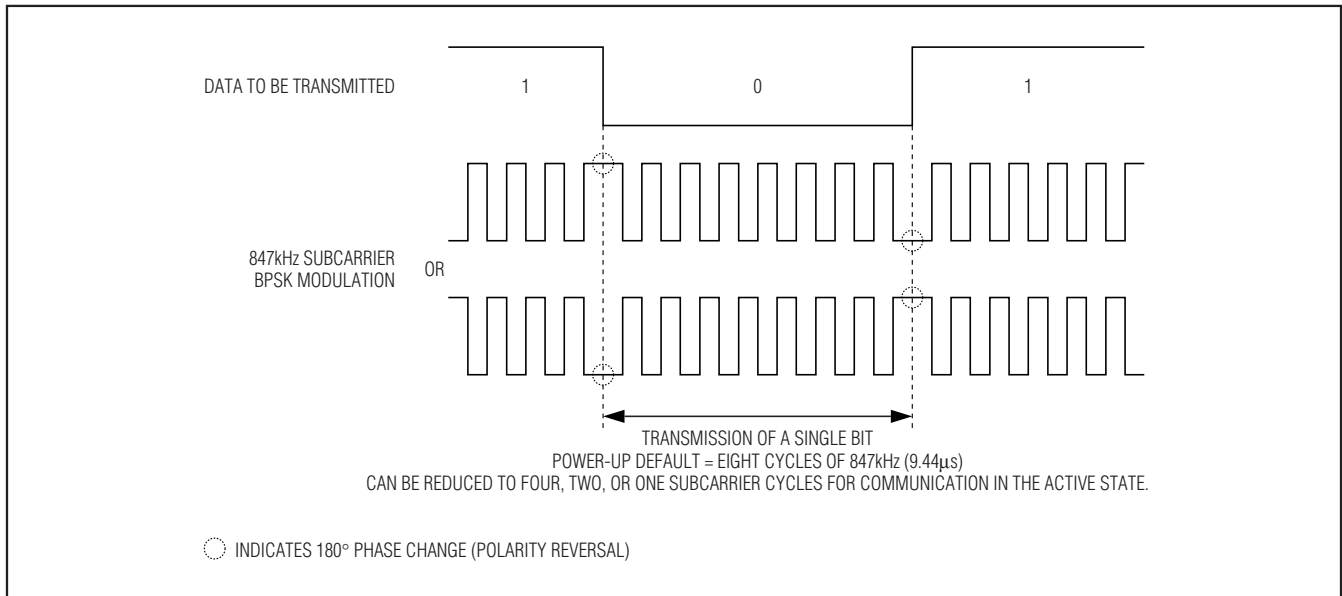 DATA TO BE TRANSMITTED
1
0
1
847kHz SUBCARRIER
BPSK MODULATION
OR
TRANSMISSION OF A SINGLE BIT
POWER-UP DEFAULT = EIGHT CYCLES OF 847kHz (9.44μs)
CAN BE REDUCED TO FOUR, TWO, OR ONE SUBCARRIER CYCLES FOR COMMUNICATION IN THE ACTIVE STATE.
INDICATES 180° PHASE CHANGE (POLARITY REVERSAL)